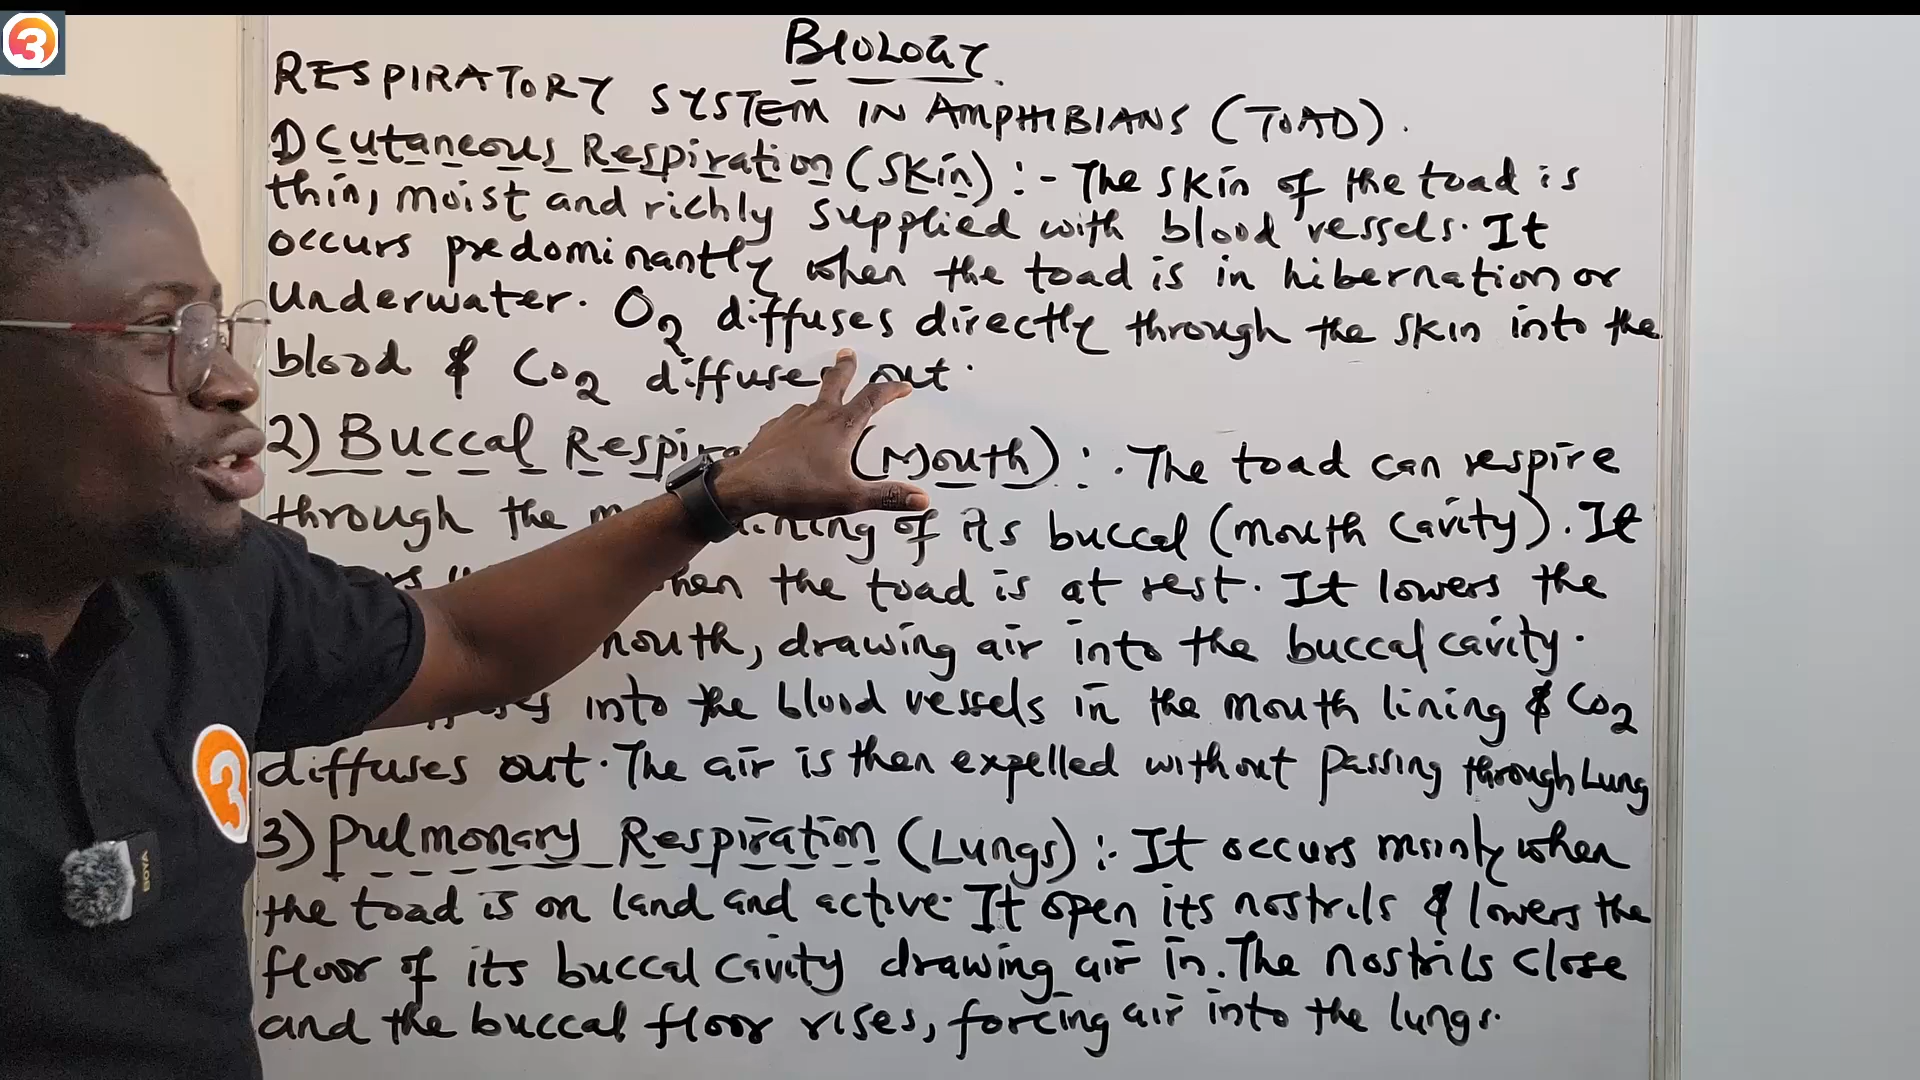 3
BIOLOGY.
RESPIRATORY SYSTEM IN AMPHIBIANS (TOAD).
1) Cutaneous Respiration (Skin) :- The skin of the toad is
thin, moist and richly supplied with blood vessels. It
occurs predominantly when the toad is in hibernation or
Underwater. O2 diffuses directly through the skin into the
blood & CO2 diffuses out.
2) Buccal (Mouth) : . The toad can respire
through the lining of its buccal (mouth cavity). It
when the toad is at rest. It lowers the
mouth, drawing air into the buccal cavity.
into the blood vessels in the mouth lining & CO2
diffuses out. The air is then expelled without passing through Lung
3) Pulmonary Respiration (Lungs) :- It occurs mainly when
the toad is on land and active. It open its nostrils & lowers the
floor of its buccal cavity drawing air in. The nostrils close
and the buccal floor rises, forcing air into the lungs.
3
BOYA